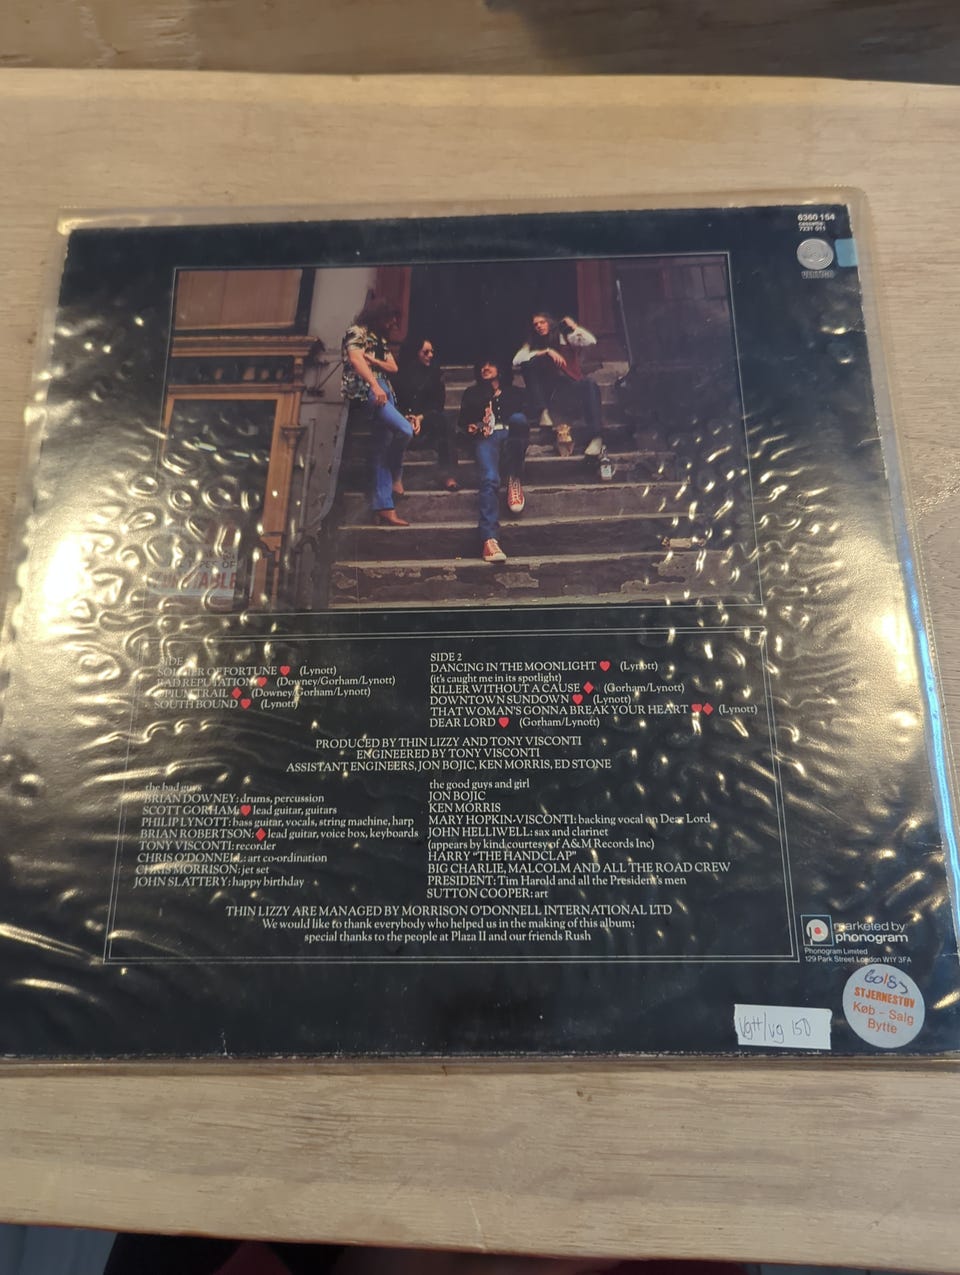 6360 154
cassette:
7231 011
VERTIGO
SIDE
SOLDIER OF FORTUNE ♥ (Lynott)
BAD REPUTATION ♥ (Downey/Gorham/Lynott)
OPIUM TRAIL ♦ (Downey/Gorham/Lynott)
SOUTHBOUND ♥ (Lynott)
SIDE 2
DANCING IN THE MOONLIGHT ♥ (Lynott)
(it's caught me in its spotlight)
KILLER WITHOUT A CAUSE ♦ (Gorham/Lynott)
DOWNTOWN SUNDOWN ♥ (Lynott)
THAT WOMAN'S GONNA BREAK YOUR HEART ♥♦ (Lynott)
DEAR LORD ♥ (Gorham/Lynott)
PRODUCED BY THIN LIZZY AND TONY VISCONTI
ENGINEERED BY TONY VISCONTI
ASSISTANT ENGINEERS, JON BOJIC, KEN MORRIS, ED STONE
the bad guys
BRIAN DOWNEY: drums, percussion
SCOTT GORHAM: ♥ lead guitar, guitars
PHILIP LYNOTT: bass guitar, vocals, string machine, harp
BRIAN ROBERTSON: ♦ lead guitar, voice box, keyboards
TONY VISCONTI: recorder
CHRIS O'DONNELL: art co-ordination
CHRIS MORRISON: jet set
JOHN SLATTERY: happy birthday
the good guys and girl
JON BOJIC
KEN MORRIS
MARY HOPKIN-VISCONTI: backing vocal on Dear Lord
JOHN HELLIWELL: sax and clarinet
(appears by kind courtesy of A&M Records Inc)
HARRY "THE HANDCLAP"
BIG CHARLIE, MALCOLM AND ALL THE ROAD CREW
PRESIDENT: Tim Harold and all the President's men
SUTTON COOPER: art
THIN LIZZY ARE MANAGED BY MORRISON O'DONNELL INTERNATIONAL LTD
We would like to thank everybody who helped us in the making of this album;
special thanks to the people at Plaza II and our friends Rush
marketed by
phonogram
Phonogram Limited
129 Park Street London W1Y 3FA
STJERNESTØV
Køb - Salg
Bytte
Vg++/vg 150